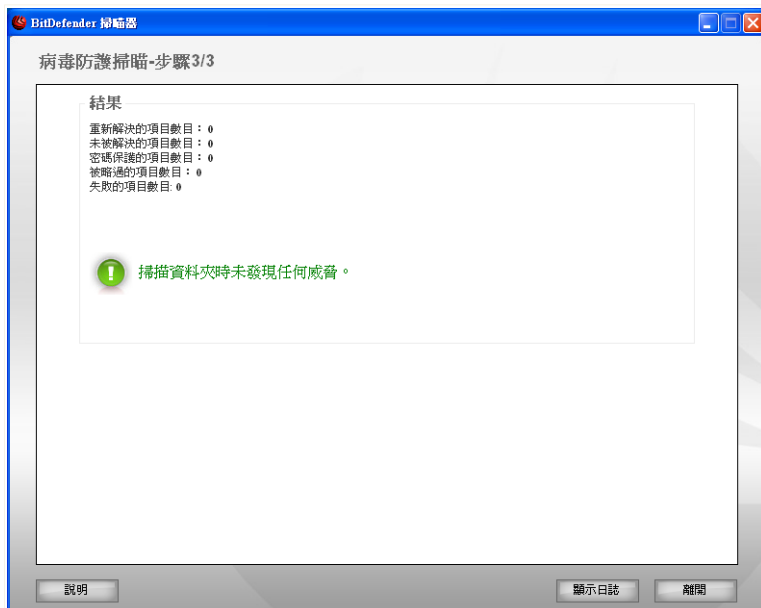 BitDefender 掃瞄器
病毒防護掃瞄-步驟3/3
結果
重新解決的項目數目： 0
未被解決的項目數目： 0
密碼保護的項目數目： 0
被略過的項目數目： 0
失敗的項目數目: 0
掃描資料夾時未發現任何威脅。
說明
顯示日誌
離開